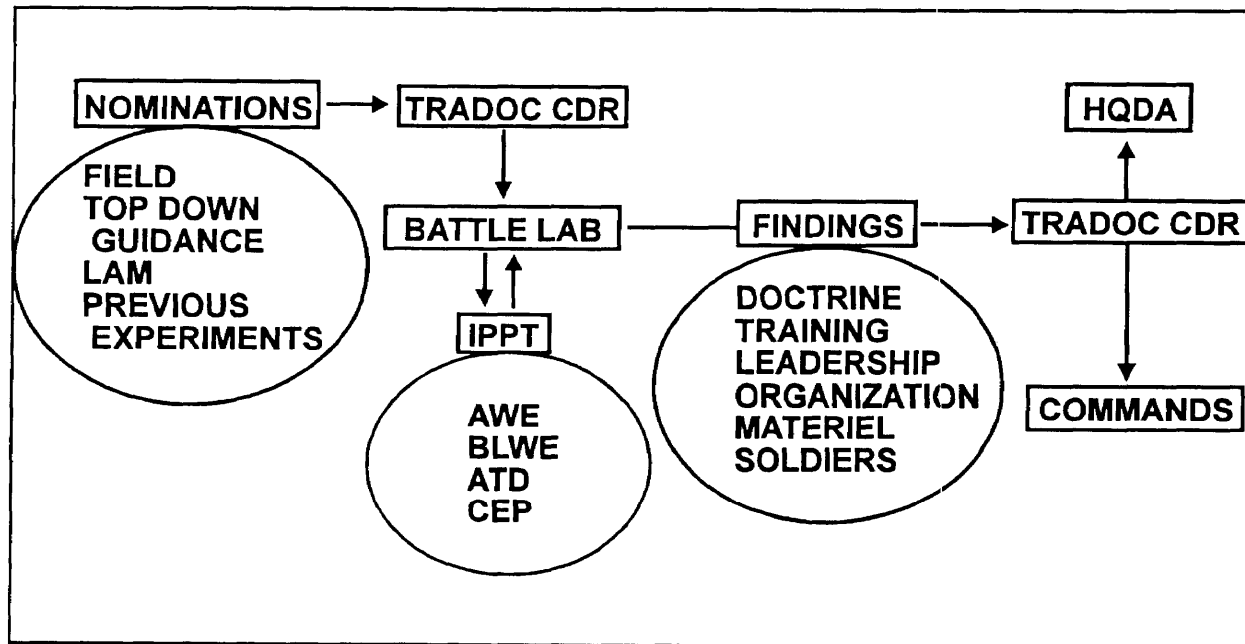 NOMINATIONS
FIELD
TOP DOWN
GUIDANCE
LAM
PREVIOUS
EXPERIMENTS
TRADOC CDR
BATTLE LAB
IPPT
AWE
BLWE
ATD
CEP
FINDINGS
DOCTRINE
TRAINING
LEADERSHIP
ORGANIZATION
MATERIEL
SOLDIERS
HQDA
TRADOC CDR
COMMANDS